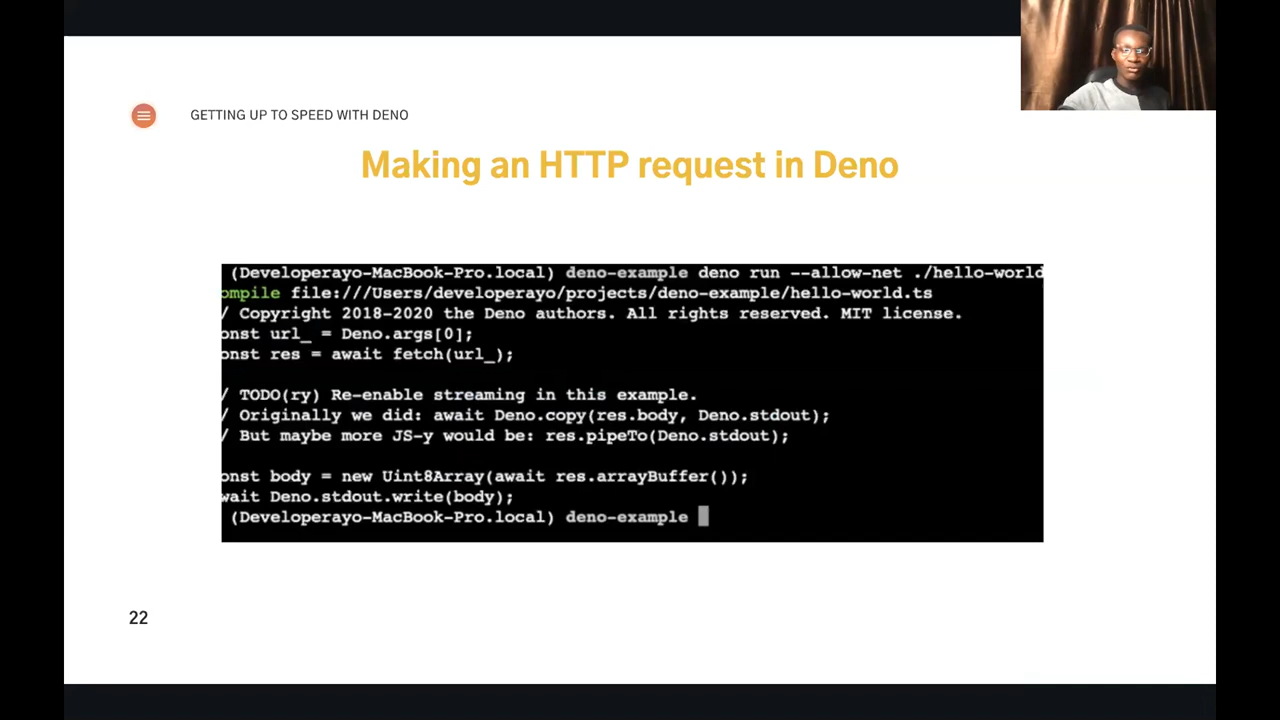 GETTING UP TO SPEED WITH DENO
Making an HTTP request in Deno
(Developerayo-MacBook-Pro.local) deno-example deno run --allow-net ./hello-world
ompile file:///Users/developerayo/projects/deno-example/hello-world.ts
/ Copyright 2018-2020 the Deno authors. All rights reserved. MIT license.
onst url_ = Deno.args[0];
onst res = await fetch(url_);
/ TODO(ry) Re-enable streaming in this example.
/ Originally we did: await Deno.copy(res.body, Deno.stdout);
/ But maybe more JS-y would be: res.pipeTo(Deno.stdout);
onst body = new Uint8Array(await res.arrayBuffer());
wait Deno.stdout.write(body);
(Developerayo-MacBook-Pro.local) deno-example
22